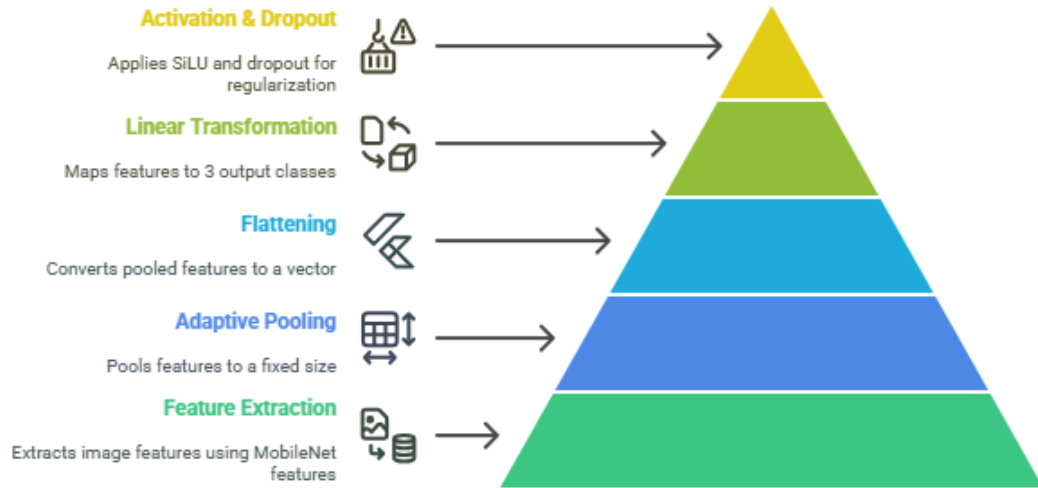 Activation & Dropout
Applies SiLU and dropout for
regularization
Linear Transformation
Maps features to 3 output classes
Flattening
Converts pooled features to a vector
Adaptive Pooling
Pools features to a fixed size
Feature Extraction
Extracts image features using MobileNet
features